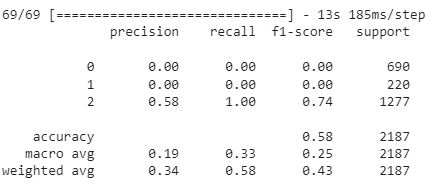 69/69 [==============================] - 13s 185ms/step
precision recall f1-score support
0 0.00 0.00 0.00 690
1 0.00 0.00 0.00 220
2 0.58 1.00 0.74 1277
accuracy 0.58 2187
macro avg 0.19 0.33 0.25 2187
weighted avg 0.34 0.58 0.43 2187